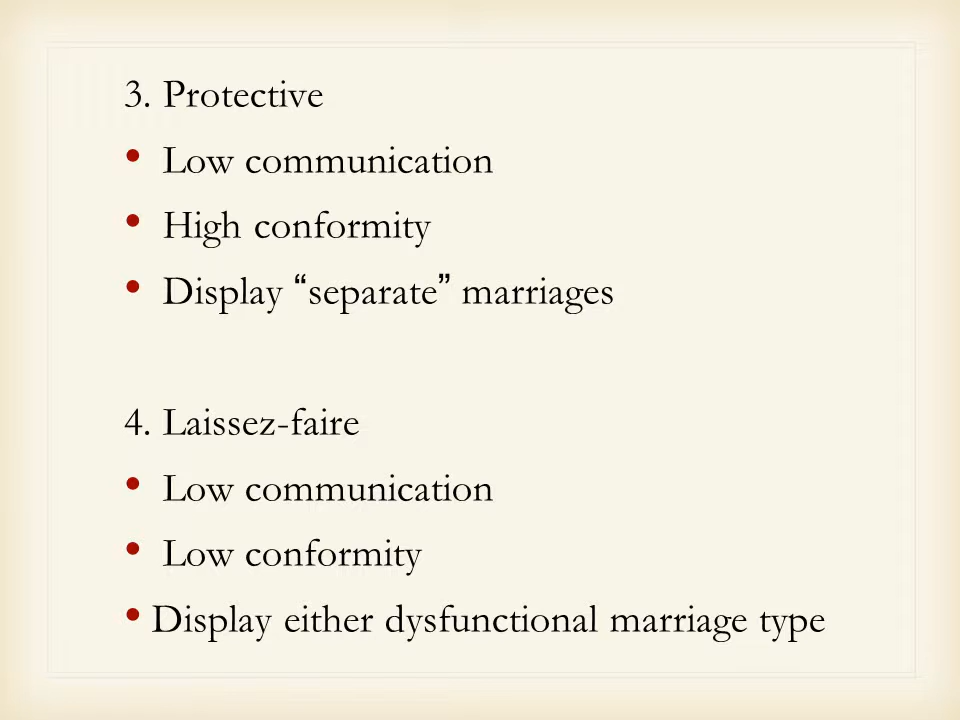 3. Protective
• Low communication
• High conformity
• Display “separate” marriages
4. Laissez-faire
• Low communication
• Low conformity
• Display either dysfunctional marriage type